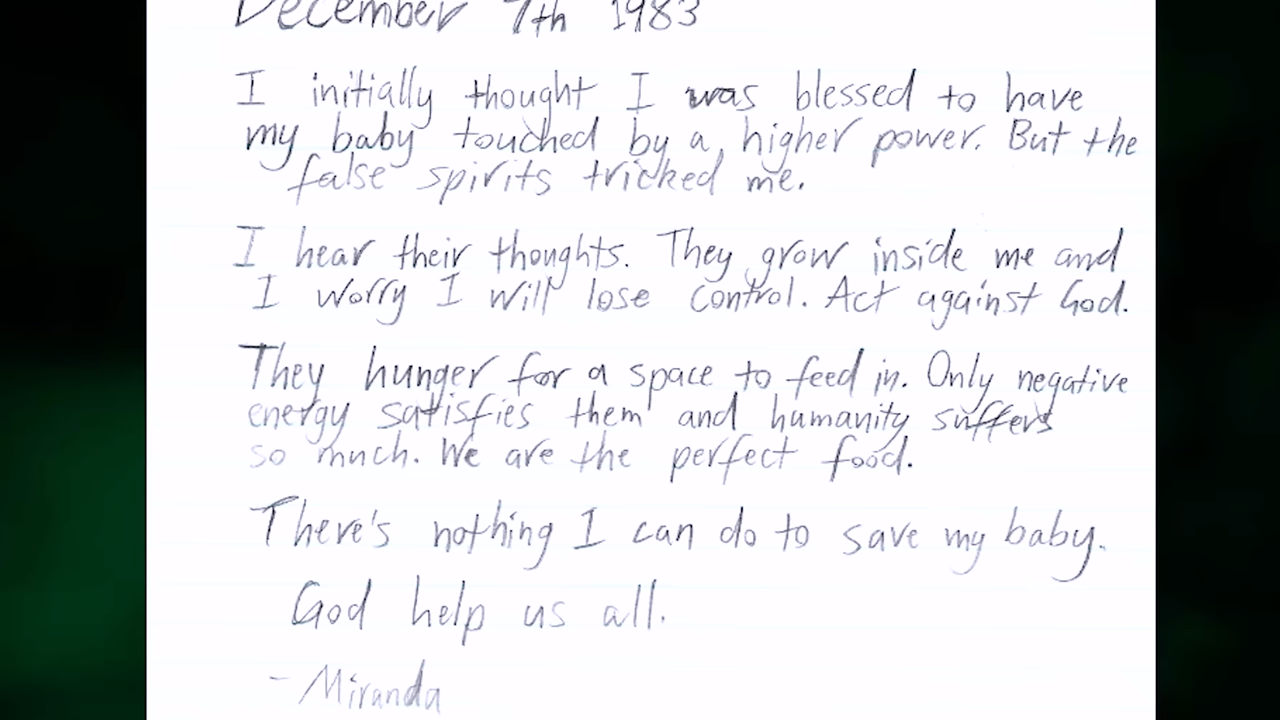 December 7th 1983
I initially thought I was blessed to have
my baby touched by a higher power. But the
false spirits tricked me.
I hear their thoughts. They grow inside me and
I worry I will lose control. Act against God.
They hunger for a space to feed in. Only negative
energy satisfies them and humanity suffers
so much. We are the perfect food.
There's nothing I can do to save my baby.
God help us all.
- Miranda